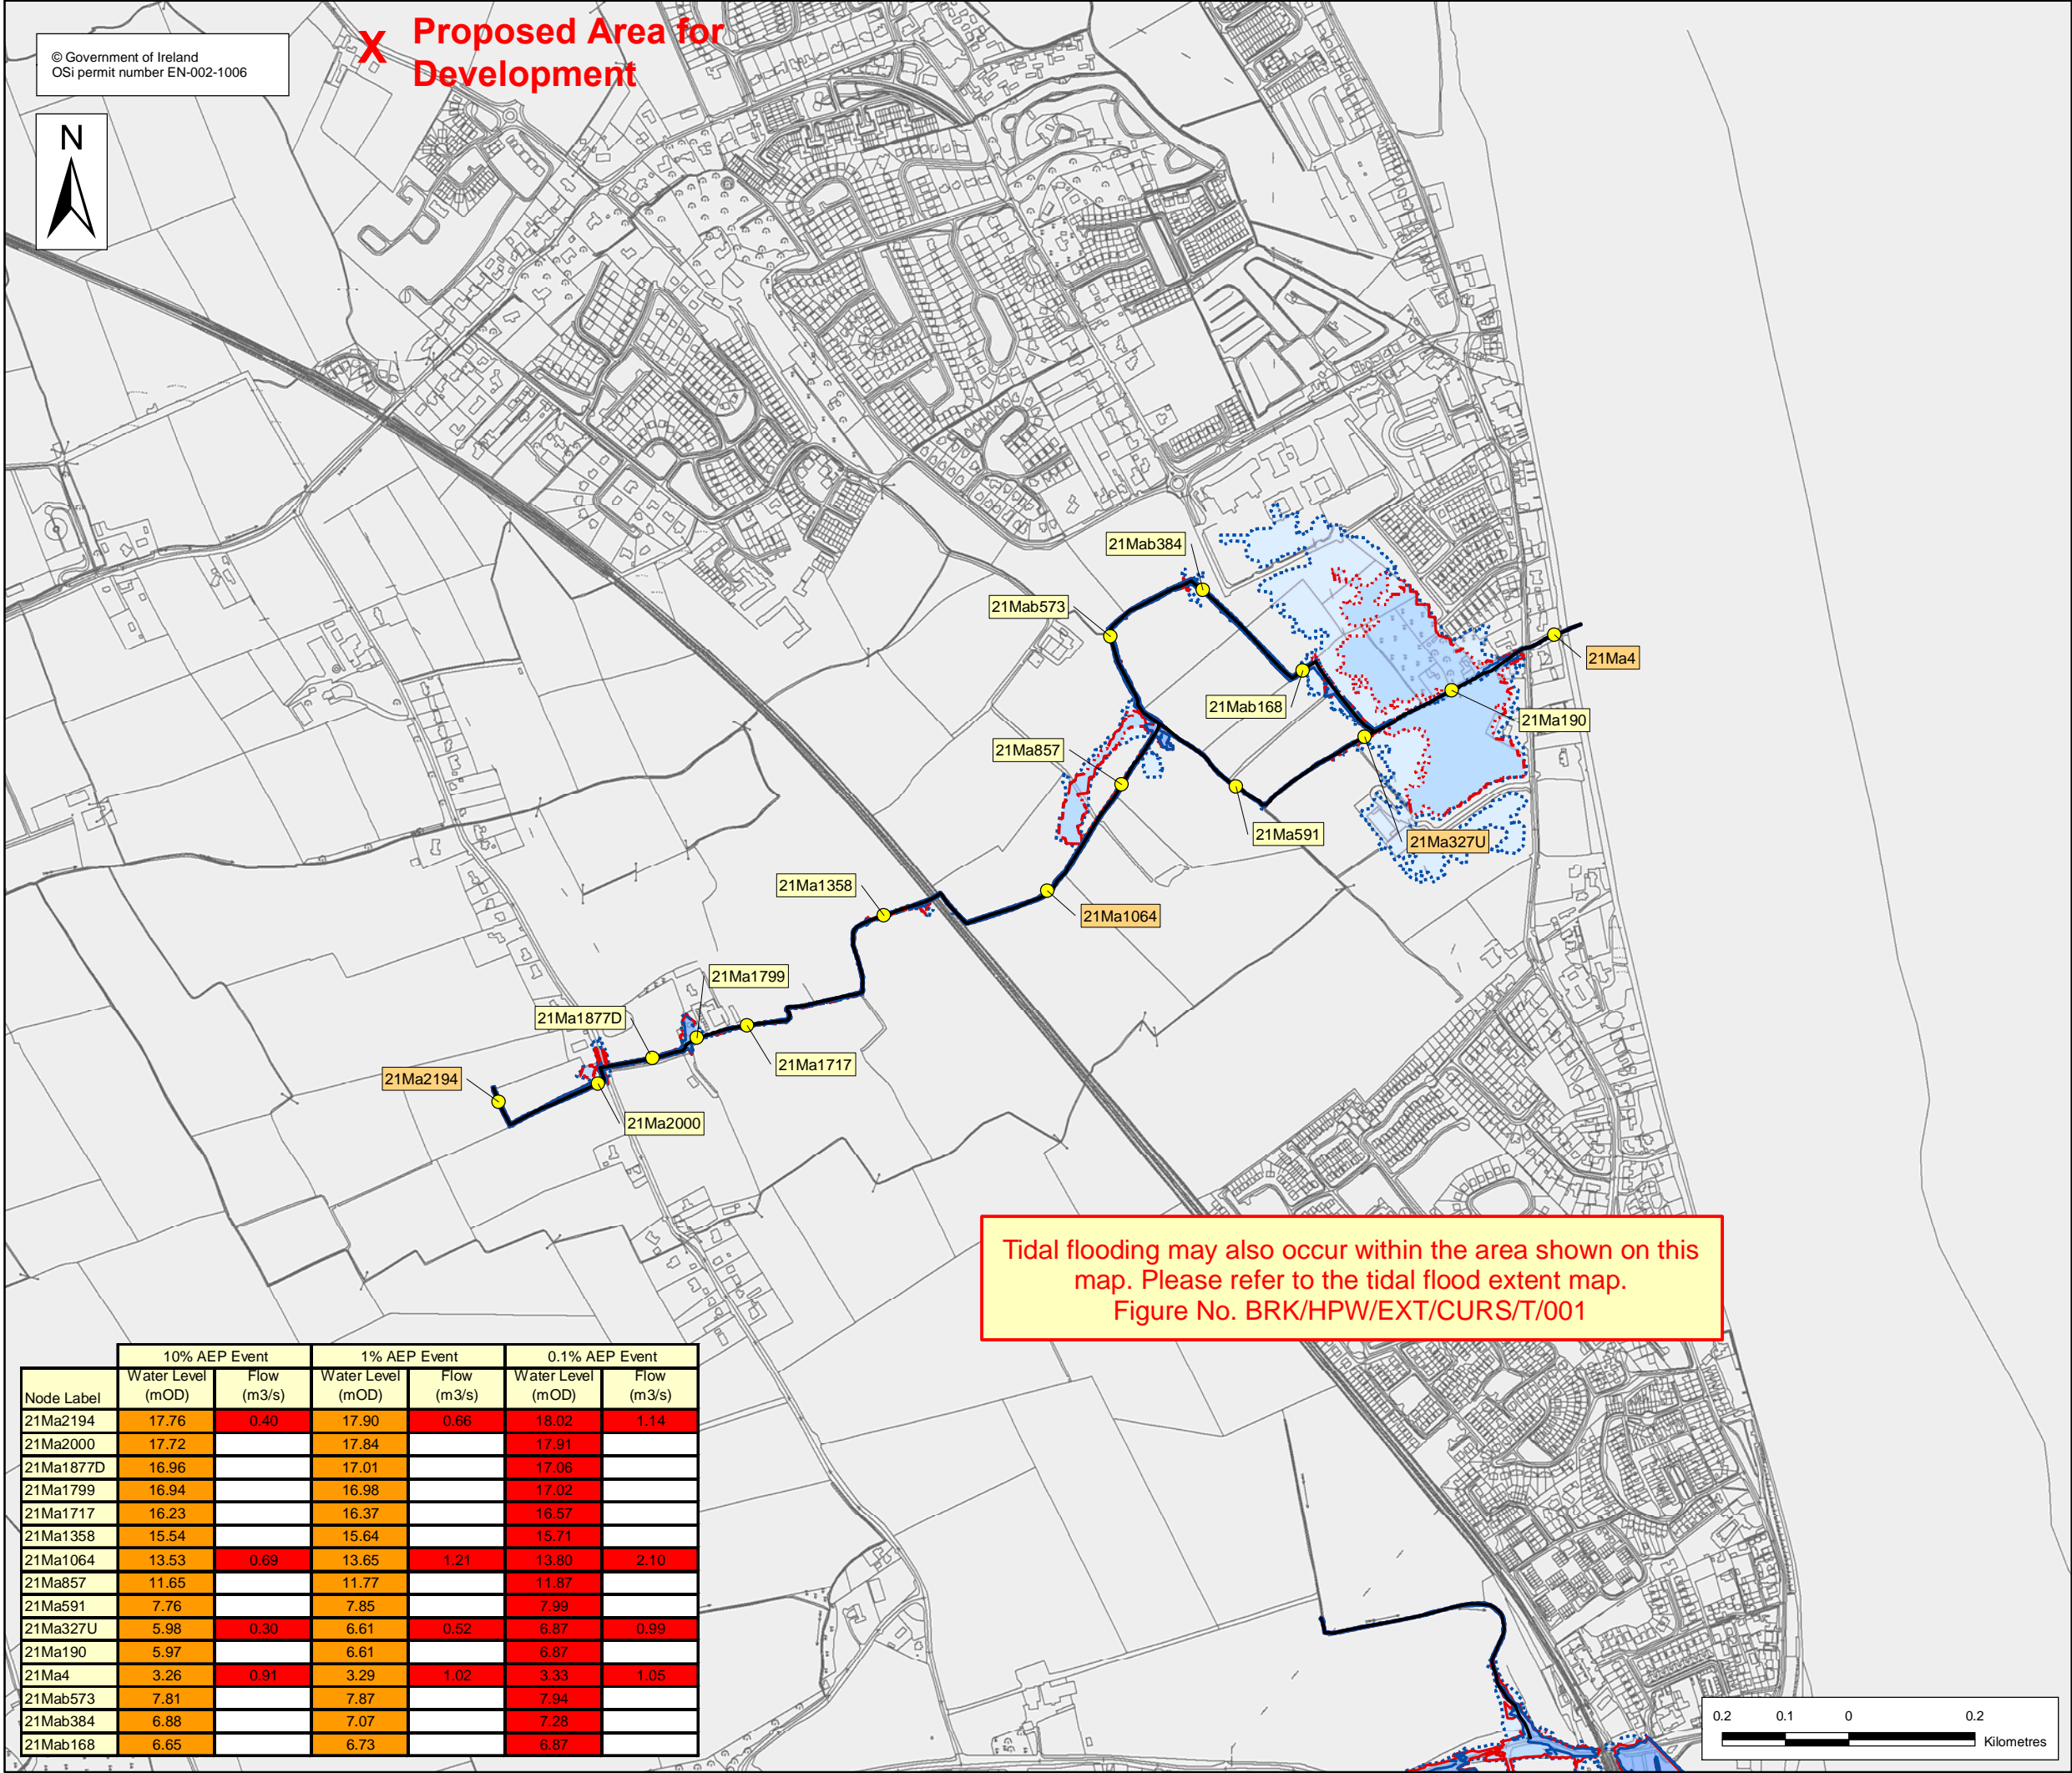 © Government of Ireland
OSi permit number EN-002-1006
X Proposed Area for
Development
N
21Mab384
21Mab573
21Ma4
21Mab168
21Ma190
21Ma857
21Ma591
21Ma327U
21Ma1358
21Ma1064
21Ma1799
21Ma1877D
21Ma1717
21Ma2194
21Ma2000
Tidal flooding may also occur within the area shown on this
map. Please refer to the tidal flood extent map.
Figure No. BRK/HPW/EXT/CURS/T/001
10% AEP Event 1% AEP Event 0.1% AEP Event
Node Label Water Level (mOD) Flow (m3/s) Water Level (mOD) Flow (m3/s) Water Level (mOD) Flow (m3/s)
21Ma2194 17.76 0.40 17.90 0.66 18.02 1.14
21Ma2000 17.72 17.84 17.91
21Ma1877D 16.96 17.01 17.06
21Ma1799 16.94 16.98 17.02
21Ma1717 16.23 16.37 16.57
21Ma1358 15.54 15.64 15.71
21Ma1064 13.53 0.69 13.65 1.21 13.80 2.10
21Ma857 11.65 11.77 11.87
21Ma591 7.76 7.85 7.99
21Ma327U 5.98 0.30 6.61 0.52 6.87 0.99
21Ma190 5.97 6.61 6.87
21Ma4 3.26 0.91 3.29 1.02 3.33 1.05
21Mab573 7.81 7.87 7.94
21Mab384 6.88 7.07 7.28
21Mab168 6.65 6.73 6.87
0.2 0.1 0 0.2
Kilometres